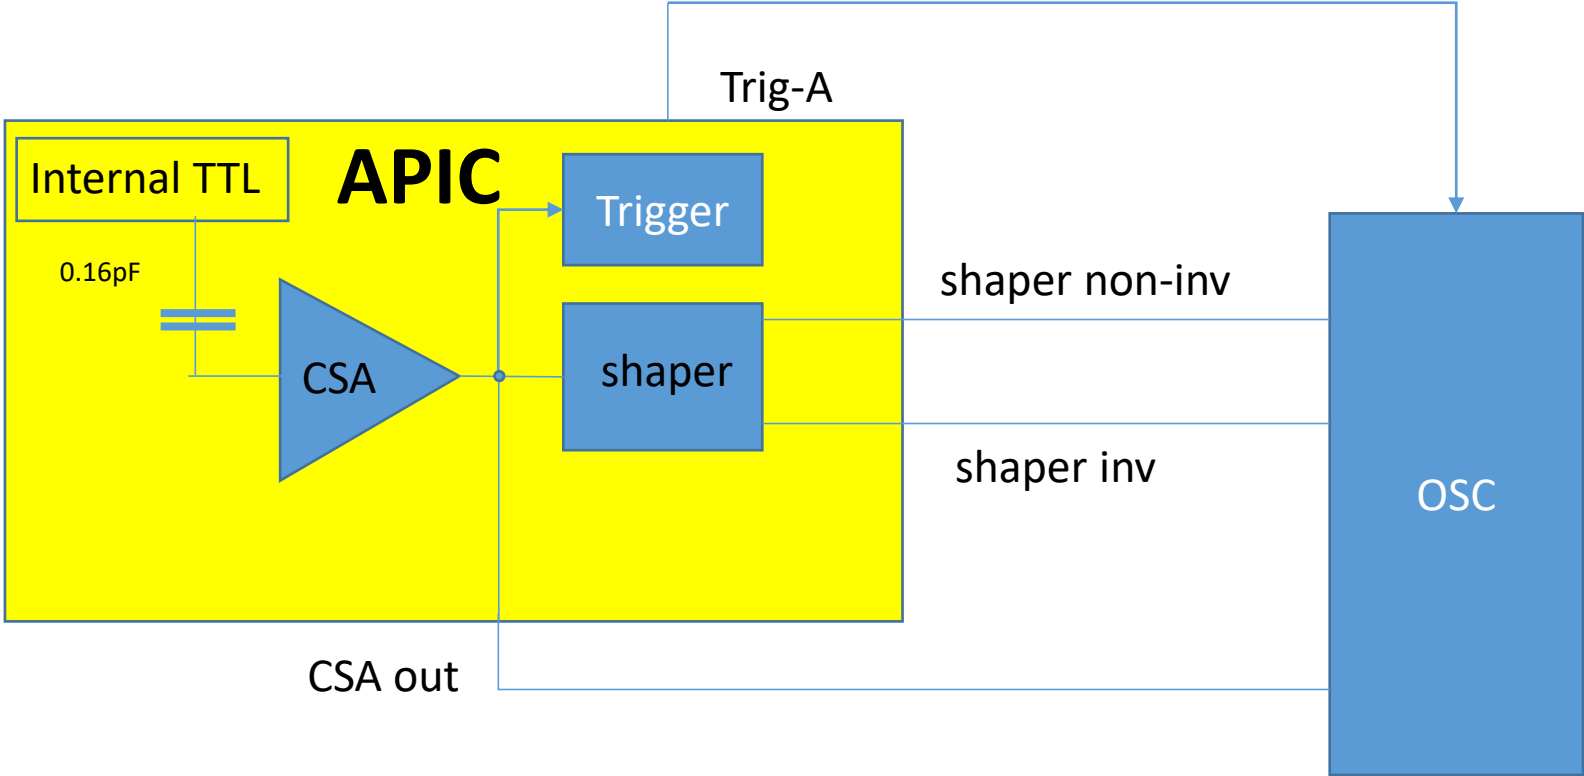 Trig-A
Internal TTL
APIC
Trigger
0.16pF
shaper non-inv
CSA
shaper
shaper inv
OSC
CSA out